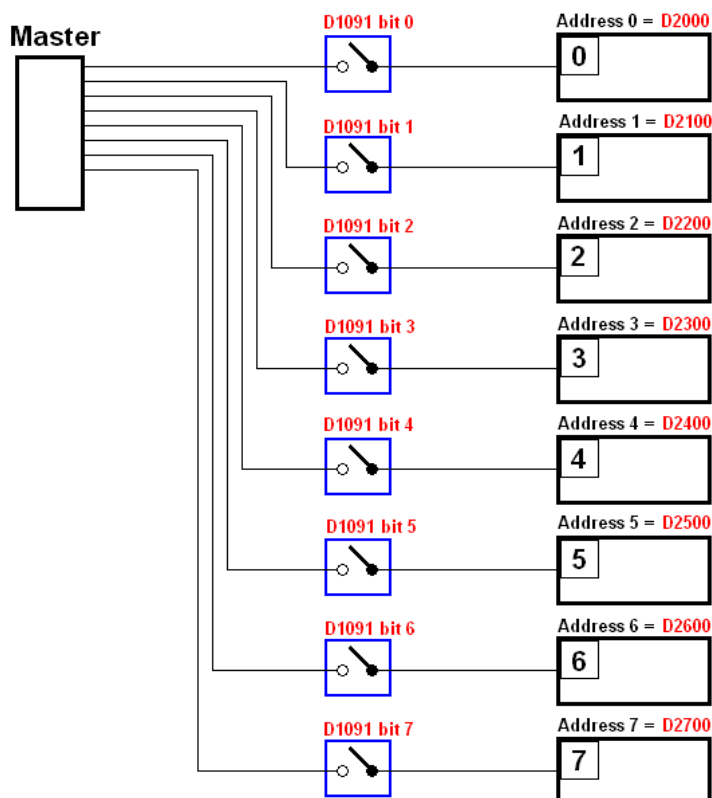 D1091 bit 0
Address 0 = D2000
Master
0
D1091 bit 1
Address 1 = D2100
1
D1091 bit 2
Address 2 = D2200
2
D1091 bit 3
Address 3 = D2300
3
D1091 bit 4
Address 4 = D2400
4
D1091 bit 5
Address 5 = D2500
5
D1091 bit 6
Address 6 = D2600
6
D1091 bit 7
Address 7 = D2700
7